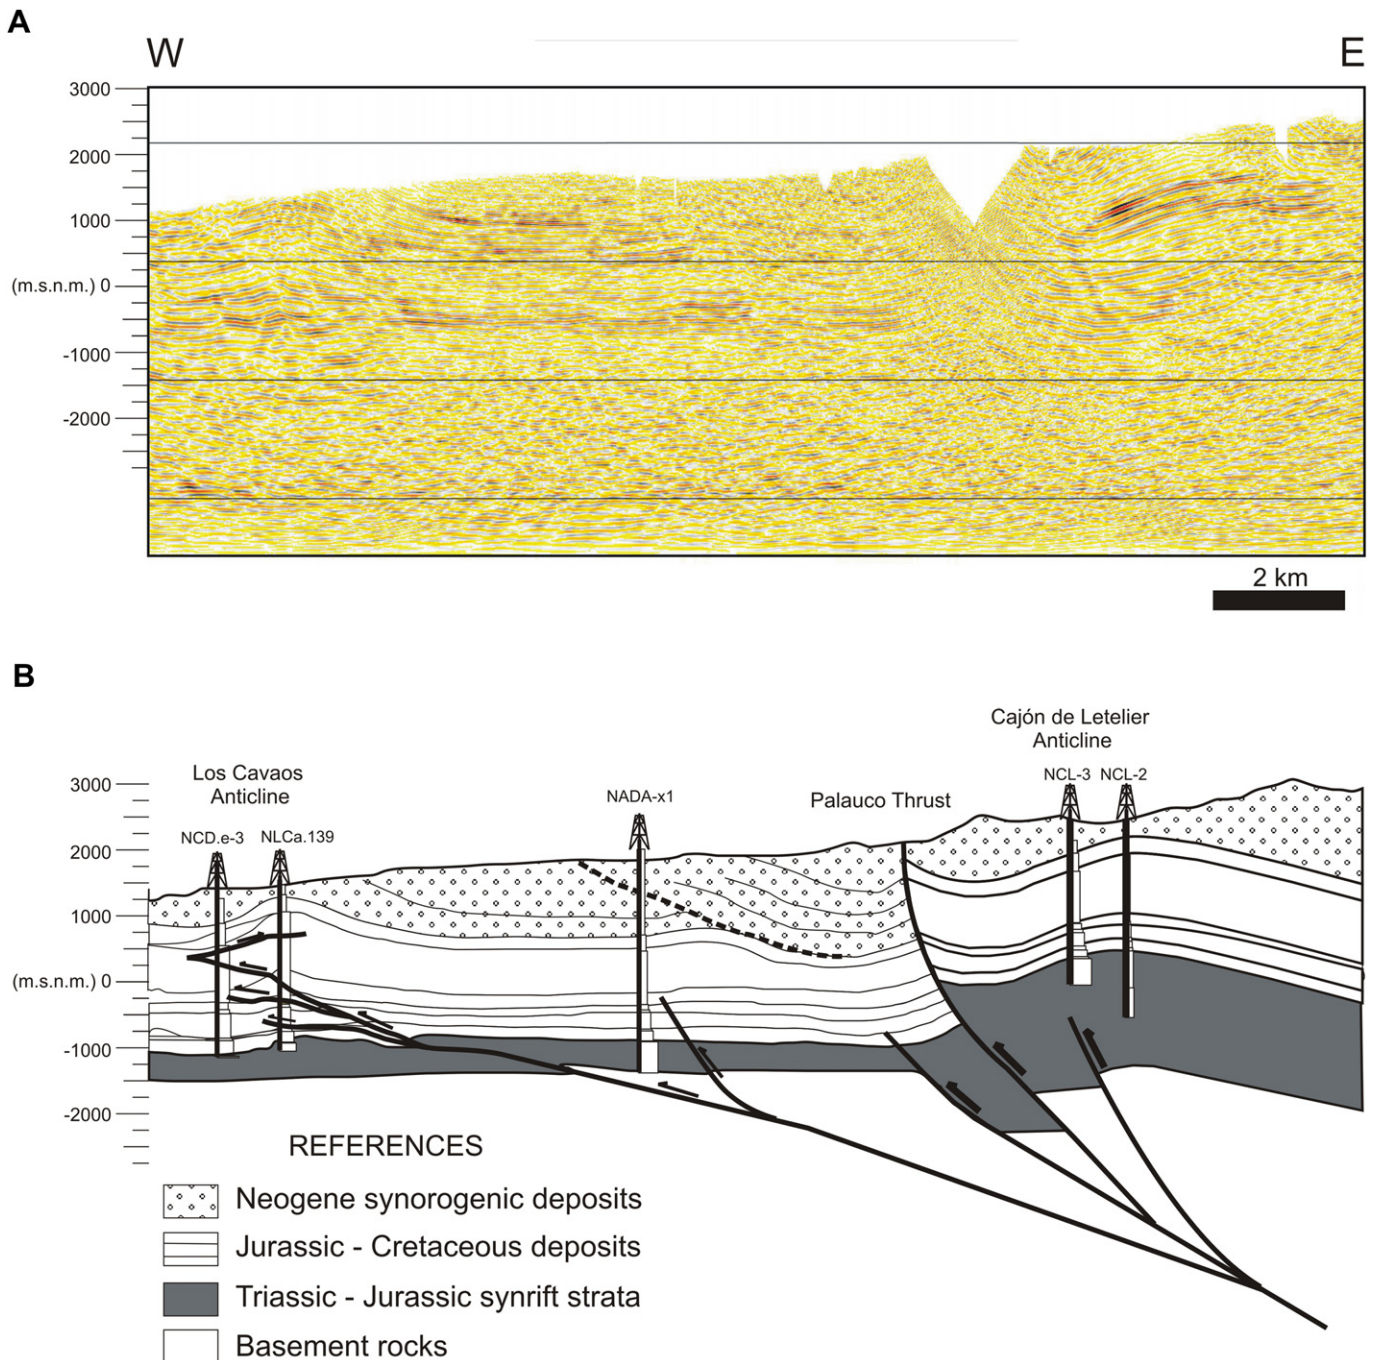 A
W
E
3000
2000
1000
(m.s.n.m.) 0
-1000
-2000
2 km
B
Cajón de Letelier
Anticline
Los Cavaos
Anticline
NCL-3 NCL-2
3000
NADA-x1
Palauco Thrust
NCD.e-3 NLCa.139
2000
1000
(m.s.n.m.) 0
-1000
-2000
REFERENCES
Neogene synorogenic deposits
Jurassic - Cretaceous deposits
Triassic - Jurassic synrift strata
Basement rocks